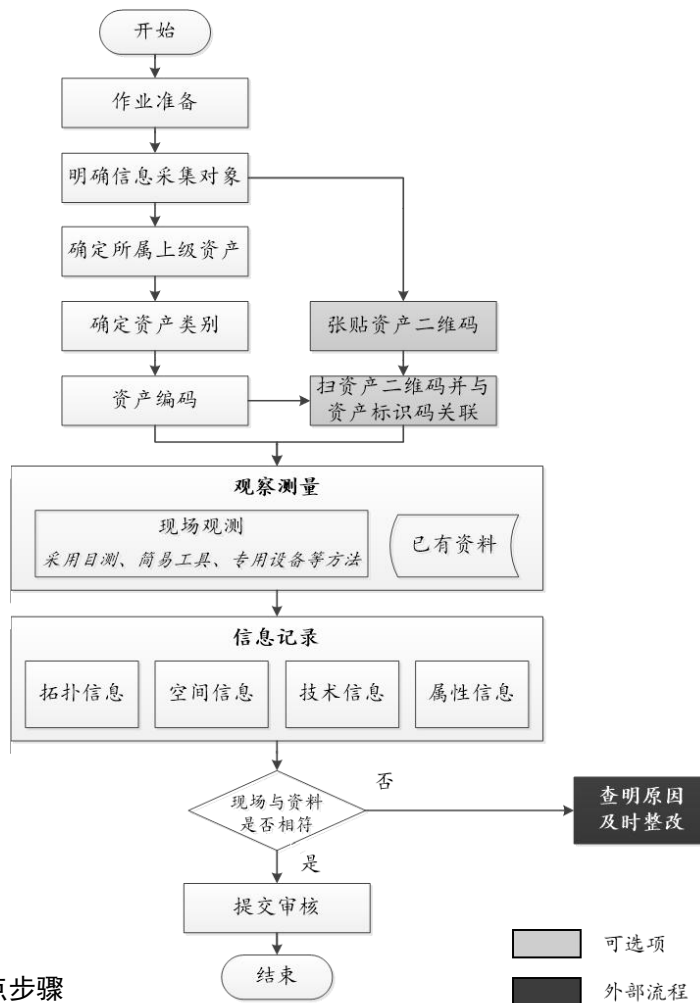 开始
作业准备
明确信息采集对象
确定所属上级资产
确定资产类别
张贴资产二维码
资产编码
扫资产二维码并与
资产标识码关联
观察测量
现场观测
采用目测、简易工具、专用设备等方法
已有资料
信息记录
拓扑信息
空间信息
技术信息
属性信息
现场与资料
是否相符
否
查明原因
及时整改
是
提交审核
结束
可选项
外部流程
步骤